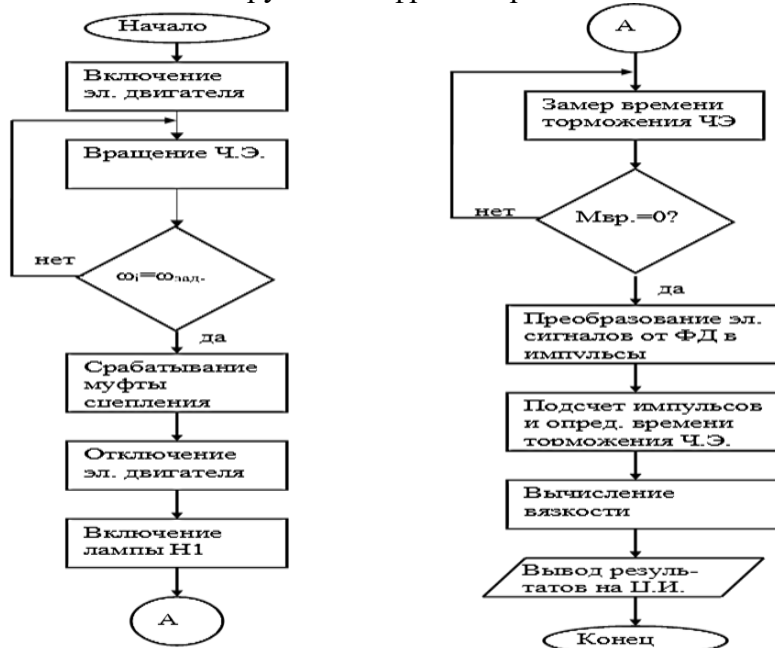 Начало
Включение
эл. двигателя
Вращение Ч.Э.
нет
ωᵢ=ωзад.
да
Срабатывание
муфты
сцепления
Отключение
эл. двигателя
Включение
лампы Н1
А
А
Замер времени
торможения ЧЭ
нет
Мвр.=0?
да
Преобразование эл.
сигналов от ФД в
импульсы
Подсчет импульсов
и опред. времени
торможения Ч.Э.
Вычисление
вязкости
Вывод резуль-
татов на Ц.И.
Конец